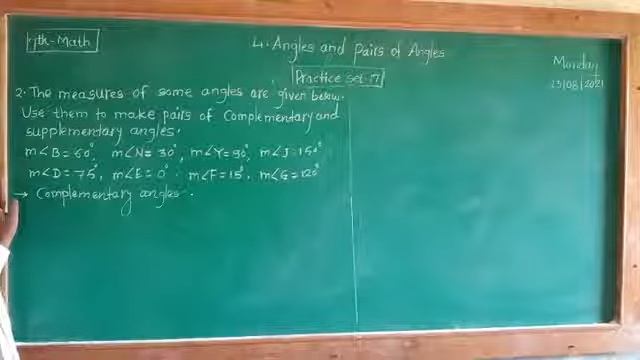 7th-Math
4. Angles and Pairs of Angles
Practice set 17
Monday
23/08/2021
2. The measures of some angles are given below.
Use them to make pairs of Complementary and
supplementary angles.
m∠B=60°, m∠N=30°, m∠Y=90°, m∠J=150°
m∠D=75°, m∠E=0°. m∠F=15°. m∠G=120°
→ Complementary angles.